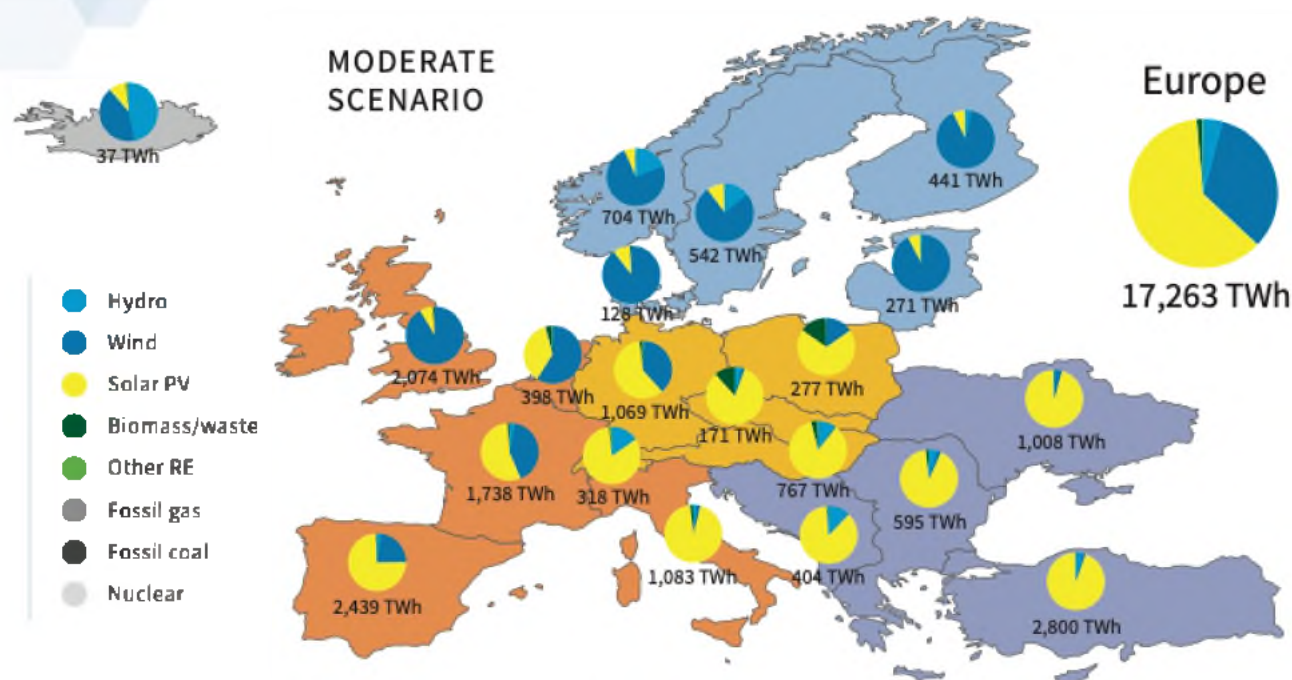 MODERATE
SCENARIO
Europe
17,263 TWh
37 TWh
704 TWh
542 TWh
441 TWh
128 TWh
271 TWh
2,074 TWh
398 TWh
1,069 TWh
277 TWh
171 TWh
1,738 TWh
318 TWh
767 TWh
1,008 TWh
595 TWh
2,439 TWh
1,083 TWh
404 TWh
2,800 TWh
Hydro
Wind
Solar PV
Biomass/waste
Other RE
Fossil gas
Fossil coal
Nuclear